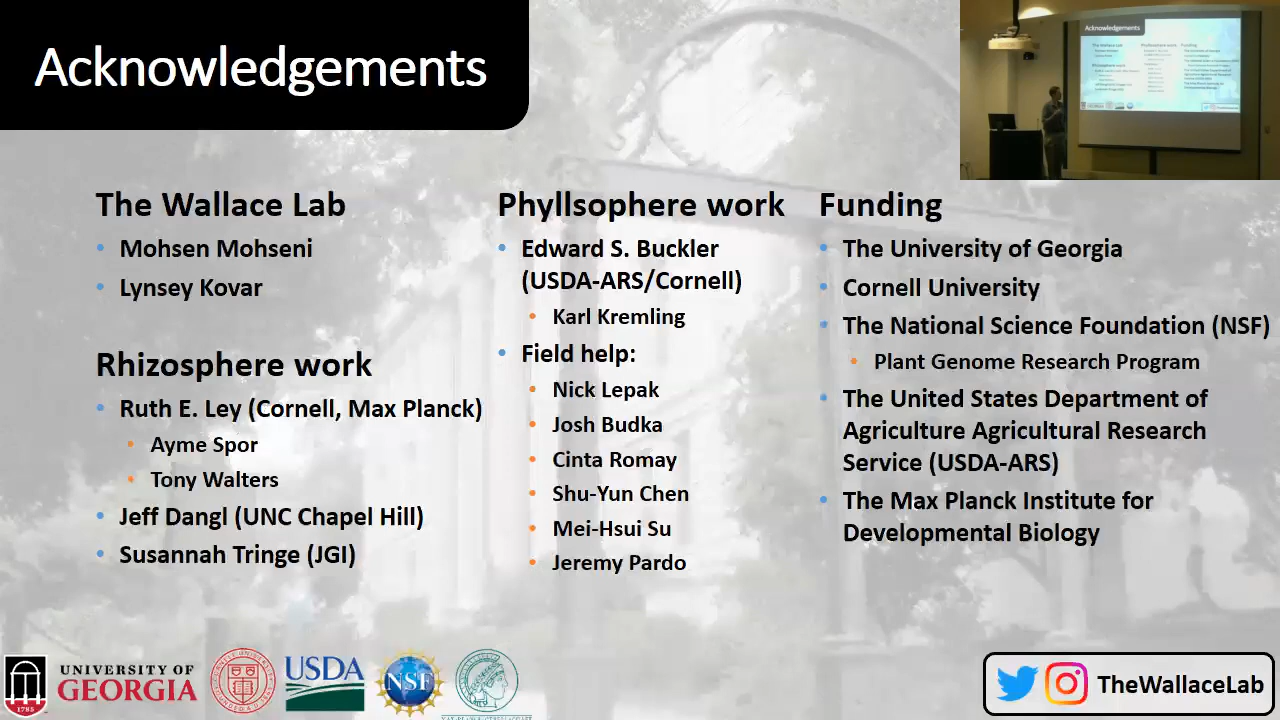 Acknowledgements
The Wallace Lab
Mohsen Mohseni
Lynsey Kovar
Rhizosphere work
Ruth E. Ley (Cornell, Max Planck)
Ayme Spor
Tony Walters
Jeff Dangl (UNC Chapel Hill)
Susannah Tringe (JGI)
Phyllsophere work
Edward S. Buckler
(USDA-ARS/Cornell)
Karl Kremling
Field help:
Nick Lepak
Josh Budka
Cinta Romay
Shu-Yun Chen
Mei-Hsui Su
Jeremy Pardo
Funding
The University of Georgia
Cornell University
The National Science Foundation (NSF)
Plant Genome Research Program
The United States Department of
Agriculture Agricultural Research
Service (USDA-ARS)
The Max Planck Institute for
Developmental Biology
1785
UNIVERSITY OF
GEORGIA
USDA
NSF
TheWallaceLab
Acknowledgements